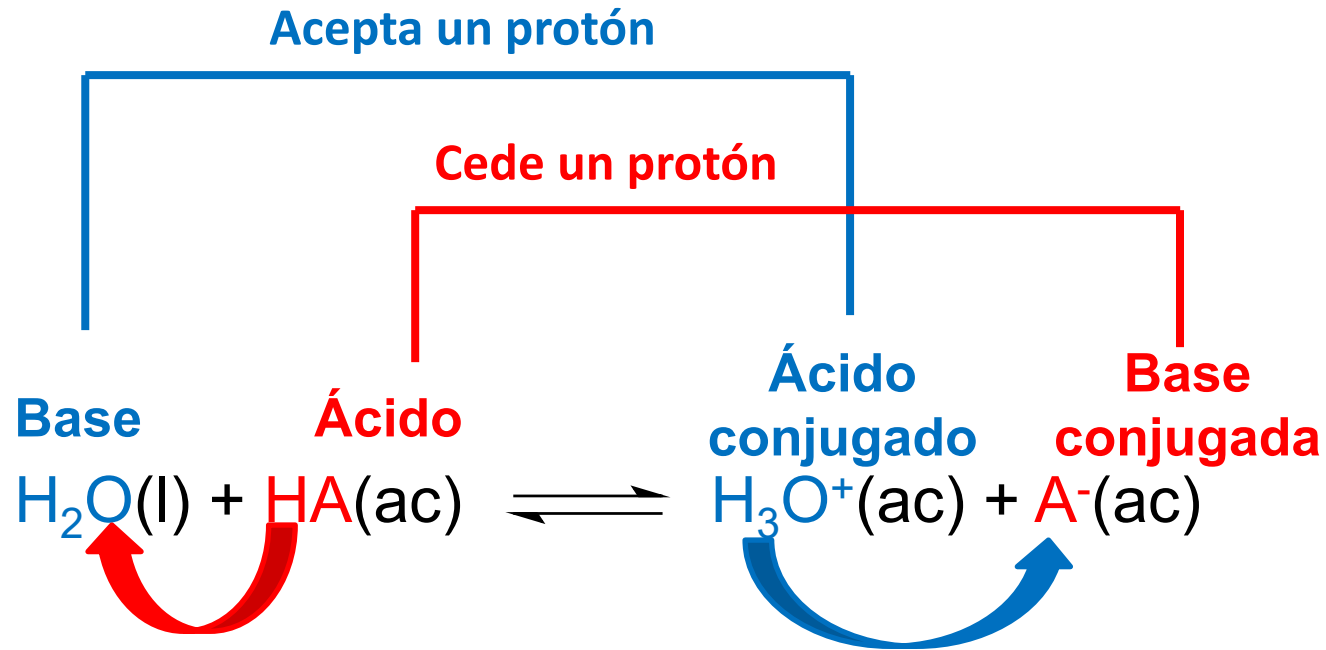 Acepta un protón
Cede un protón
Base
Ácido
Ácido conjugado
Base conjugada
H₂O(l) + HA(ac) ⇌ H₃O⁺(ac) + A⁻(ac)